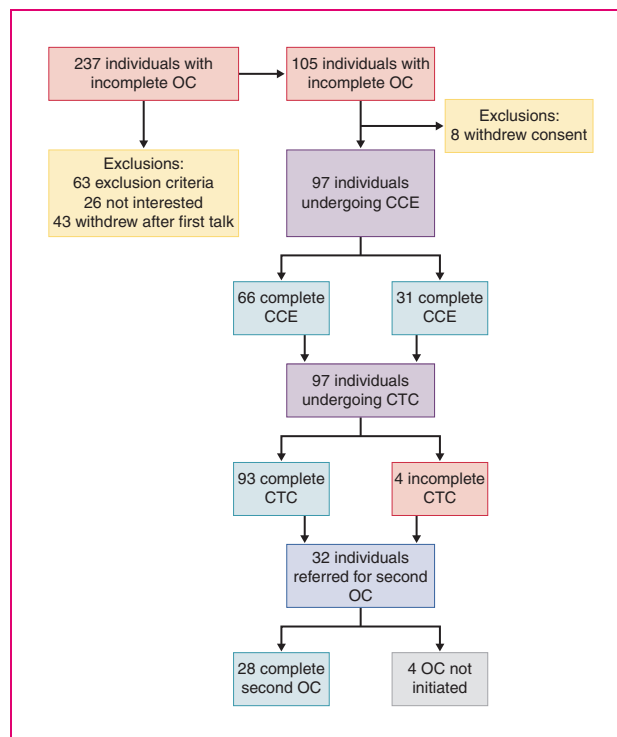 237 individuals with
incomplete OC
105 individuals with
incomplete OC
Exclusions:
8 withdrew consent
Exclusions:
63 exclusion criteria
26 not interested
43 withdrew after first talk
97 individuals
undergoing CCE
66 complete
CCE
31 complete
CCE
97 individuals
undergoing CTC
93 complete
CTC
4 incomplete
CTC
32 individuals
referred for second
OC
28 complete
second OC
4 OC not
initiated